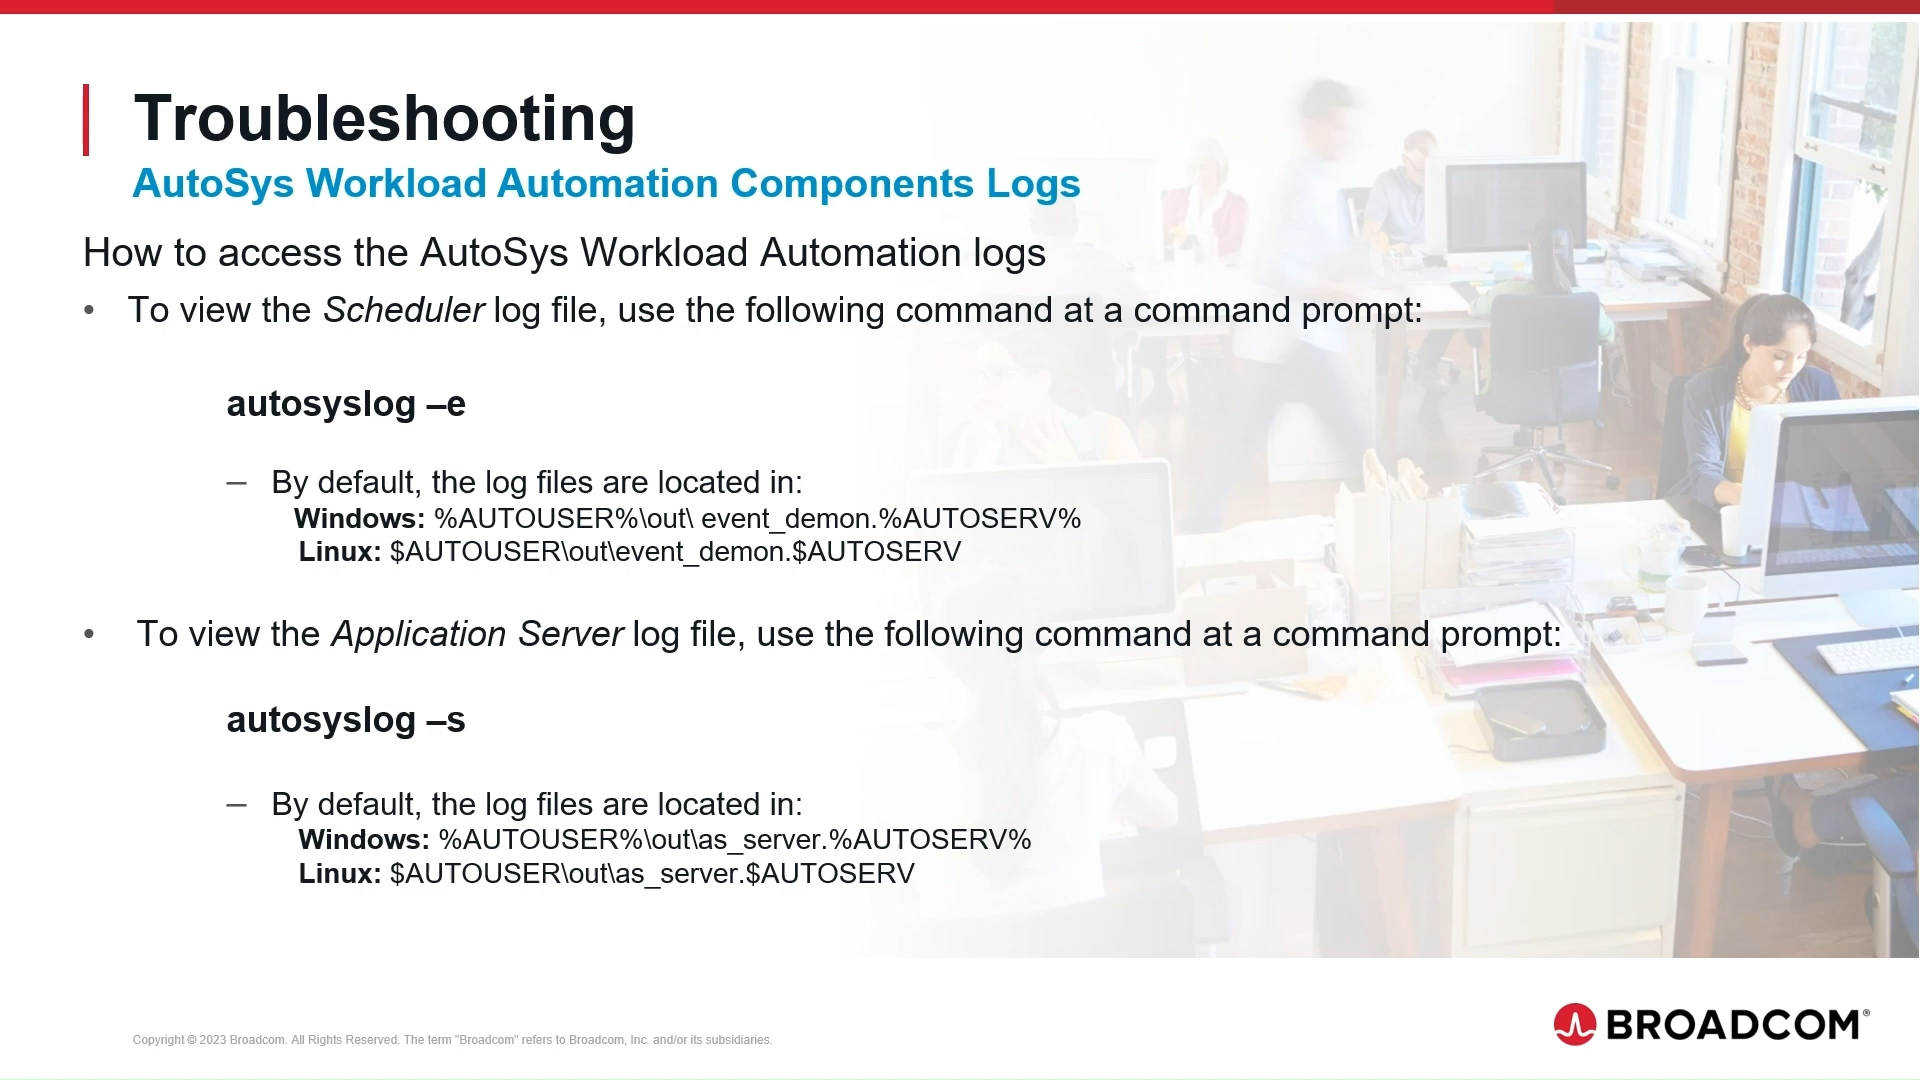 Troubleshooting
AutoSys Workload Automation Components Logs
How to access the AutoSys Workload Automation logs
• To view the Scheduler log file, use the following command at a command prompt:
autosyslog –e
– By default, the log files are located in:
Windows: %AUTOUSER%\out\ event_demon.%AUTOSERV%
Linux: $AUTOUSER\out\event_demon.$AUTOSERV
• To view the Application Server log file, use the following command at a command prompt:
autosyslog –s
– By default, the log files are located in:
Windows: %AUTOUSER%\out\as_server.%AUTOSERV%
Linux: $AUTOUSER\out\as_server.$AUTOSERV
Copyright © 2023 Broadcom. All Rights Reserved. The term "Broadcom" refers to Broadcom, Inc. and/or its subsidiaries.
BROADCOM®